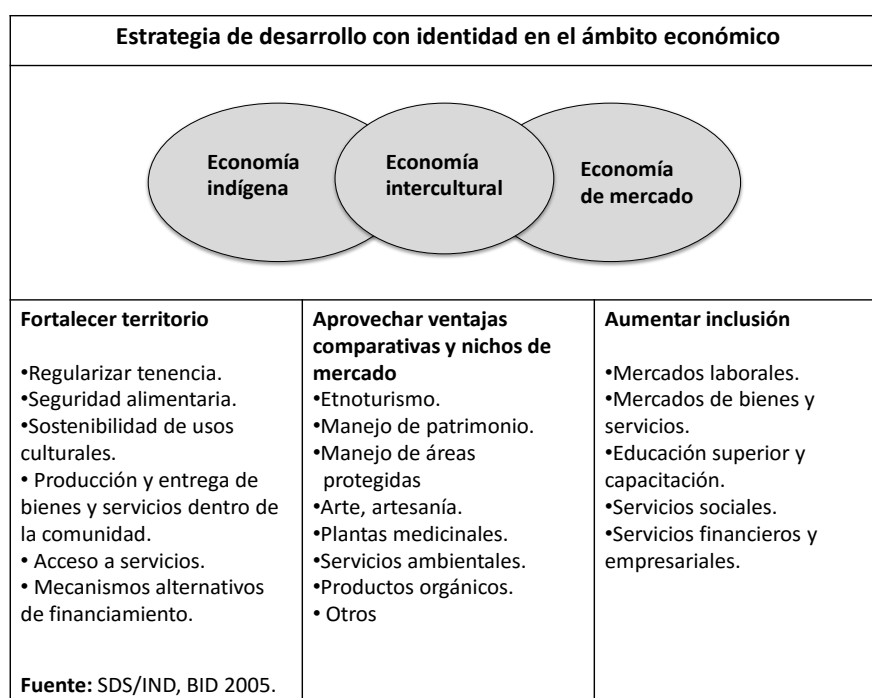 Estrategia de desarrollo con identidad en el ámbito económico
Economía
indígena
Economía
intercultural
Economía
de mercado
Fortalecer territorio
•Regularizar tenencia.
•Seguridad alimentaria.
•Sostenibilidad de usos
culturales.
• Producción y entrega de
bienes y servicios dentro de
la comunidad.
• Acceso a servicios.
• Mecanismos alternativos
de financiamiento.
Fuente: SDS/IND, BID 2005.
Aprovechar ventajas
comparativas y nichos de
mercado
•Etnoturismo.
•Manejo de patrimonio.
•Manejo de áreas
protegidas
•Arte, artesanía.
•Plantas medicinales.
•Servicios ambientales.
•Productos orgánicos.
• Otros
Aumentar inclusión
•Mercados laborales.
•Mercados de bienes y
servicios.
•Educación superior y
capacitación.
•Servicios sociales.
•Servicios financieros y
empresariales.